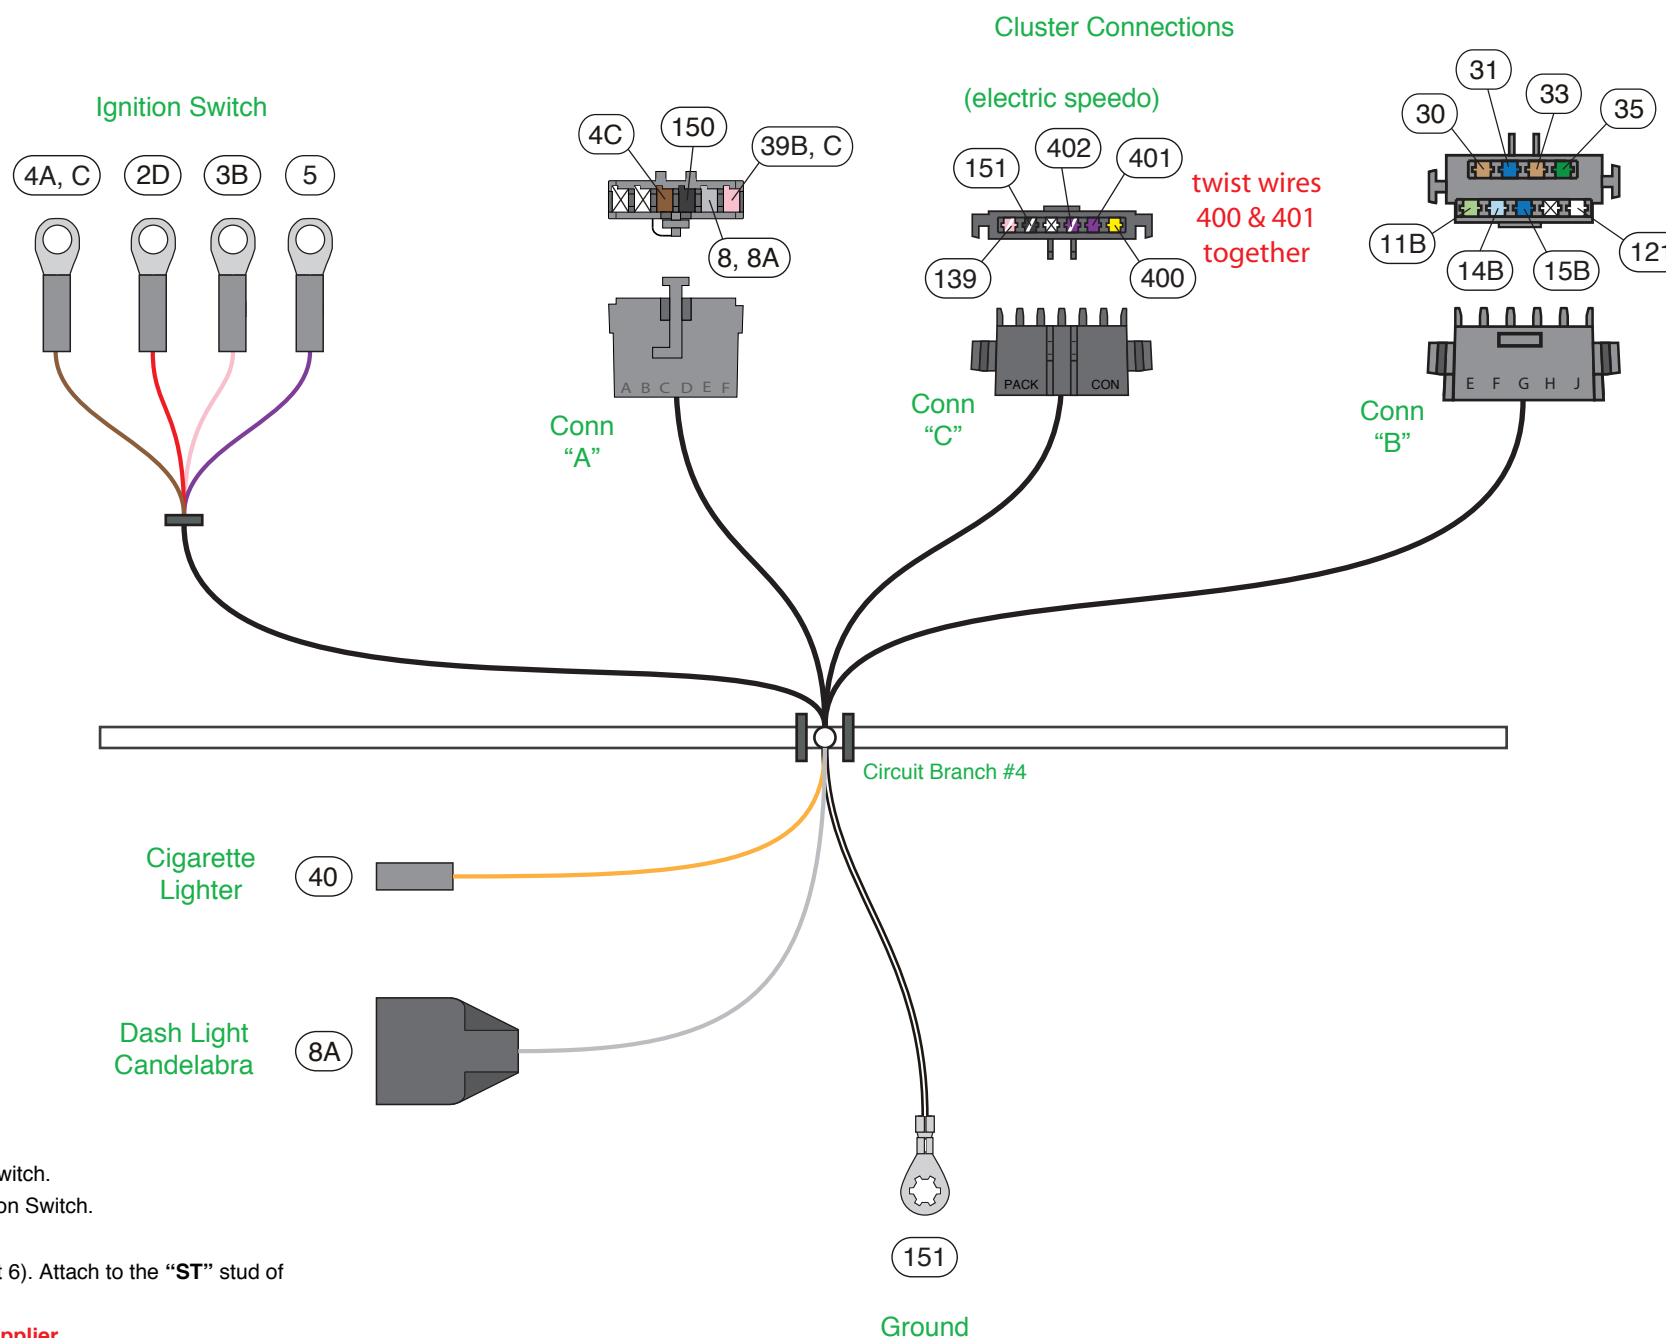 Cluster Connections
Ignition Switch
4A, C
2D
3B
5
4C
150
39B, C
8, 8A
A B C D E F
Conn
“A”
(electric speedo)
151
402
401
139
400
twist wires
400 & 401
together
PACK CON
Conn
“C”
30
31
33
35
11B
14B
15B
121
E F G H J
Conn
“B”
Circuit Branch #4
Cigarette
Lighter
40
Dash Light
Candelabra
8A
151
Ground
witch.
on Switch.
t 6). Attach to the “ST” stud of
pplier